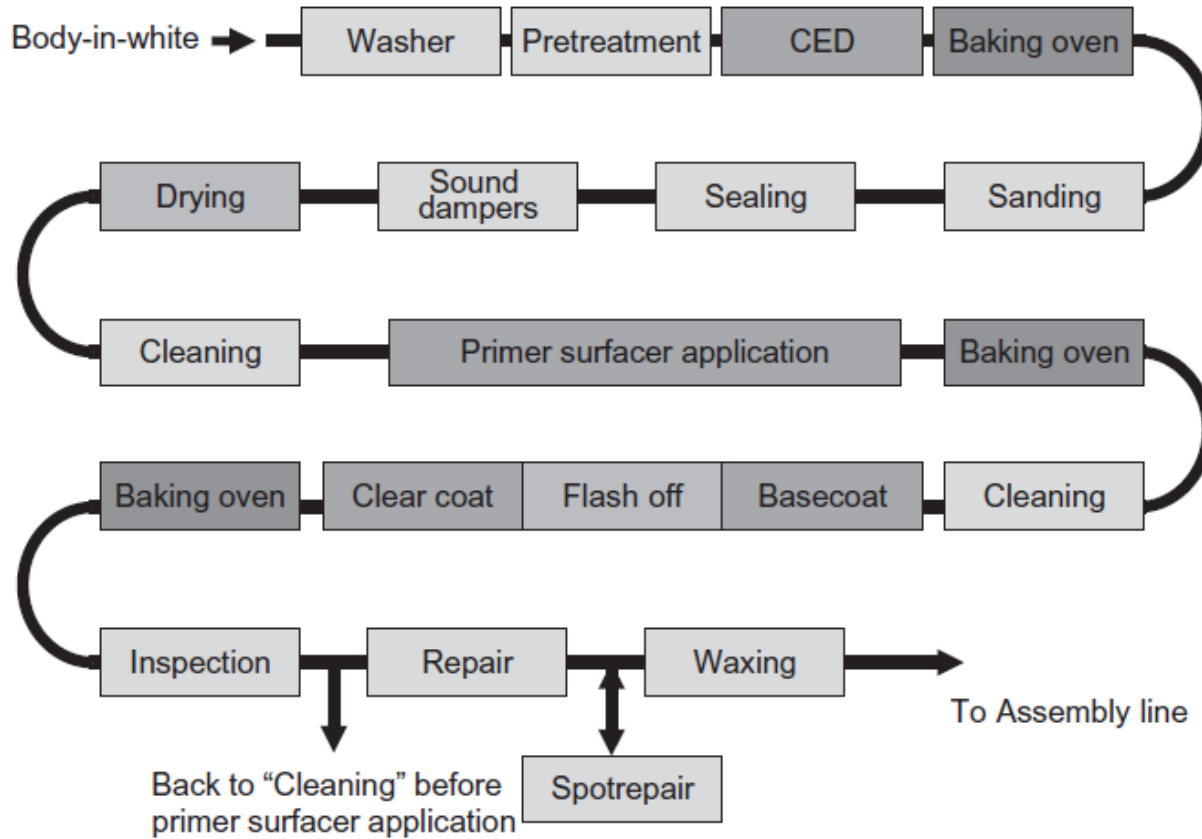 Body-in-white
Washer
Pretreatment
CED
Baking oven
Drying
Sound
dampers
Sealing
Sanding
Cleaning
Primer surfacer application
Baking oven
Baking oven
Clear coat
Flash off
Basecoat
Cleaning
Inspection
Repair
Waxing
To Assembly line
Back to “Cleaning” before
primer surfacer application
Spotrepair